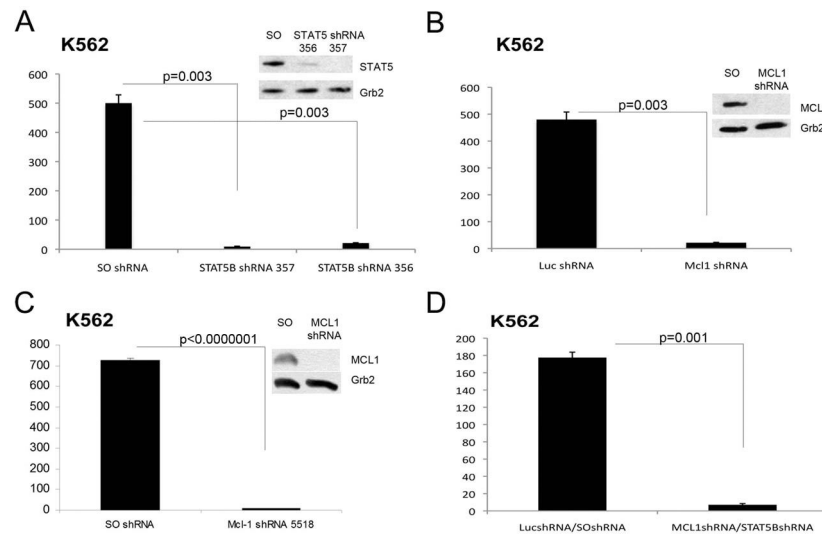 A
K562
SO STAT5 shRNA
356 357
STAT5
Grb2
p=0.003
p=0.003
600
500
400
300
200
100
0
SO shRNA STAT5B shRNA 357 STAT5B shRNA 356
B
K562
SO MCL1
shRNA
MCL
Grb2
p=0.003
600
500
400
300
200
100
0
Luc shRNA Mcl1 shRNA
C
K562
SO MCL1
shRNA
MCL1
Grb2
p<0.0000001
800
700
600
500
400
300
200
100
0
SO shRNA Mcl-1 shRNA 5518
D
K562
p=0.001
200
180
160
140
120
100
80
60
40
20
0
LucshRNA/SOshRNA MCL1shRNA/STAT5BshRNA